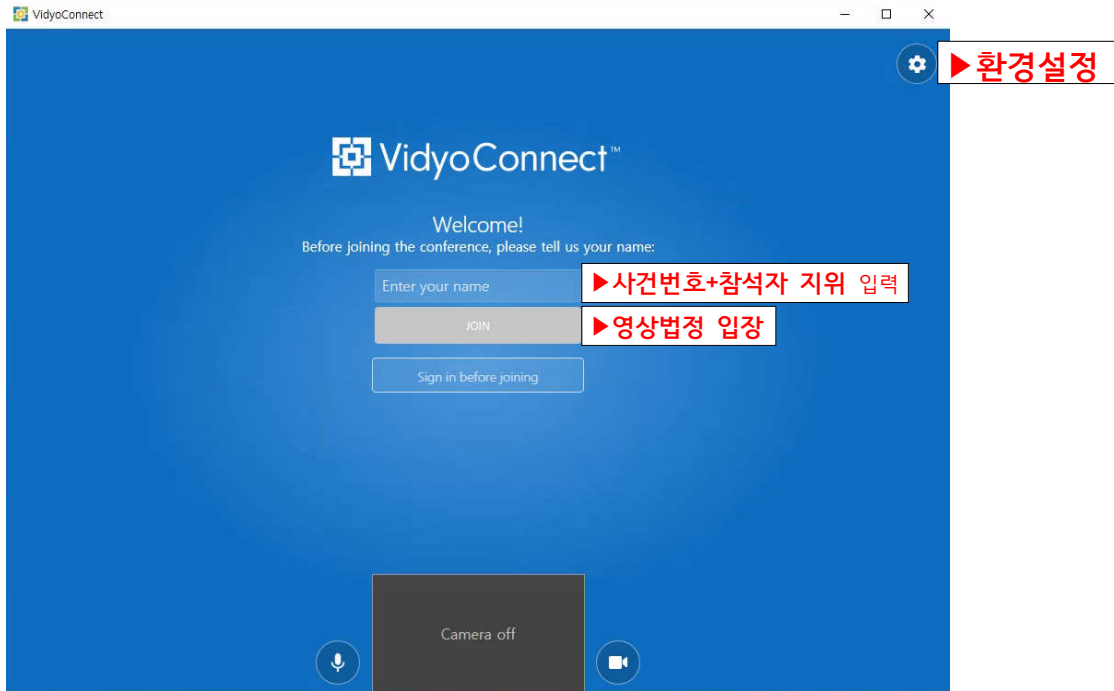 VidyoConnect
▶환경설정
VidyoConnect™
Welcome!
Before joining the conference, please tell us your name:
Enter your name
▶사건번호+참석자 지위 입력
JOIN
▶영상법정 입장
Sign in before joining
Camera off